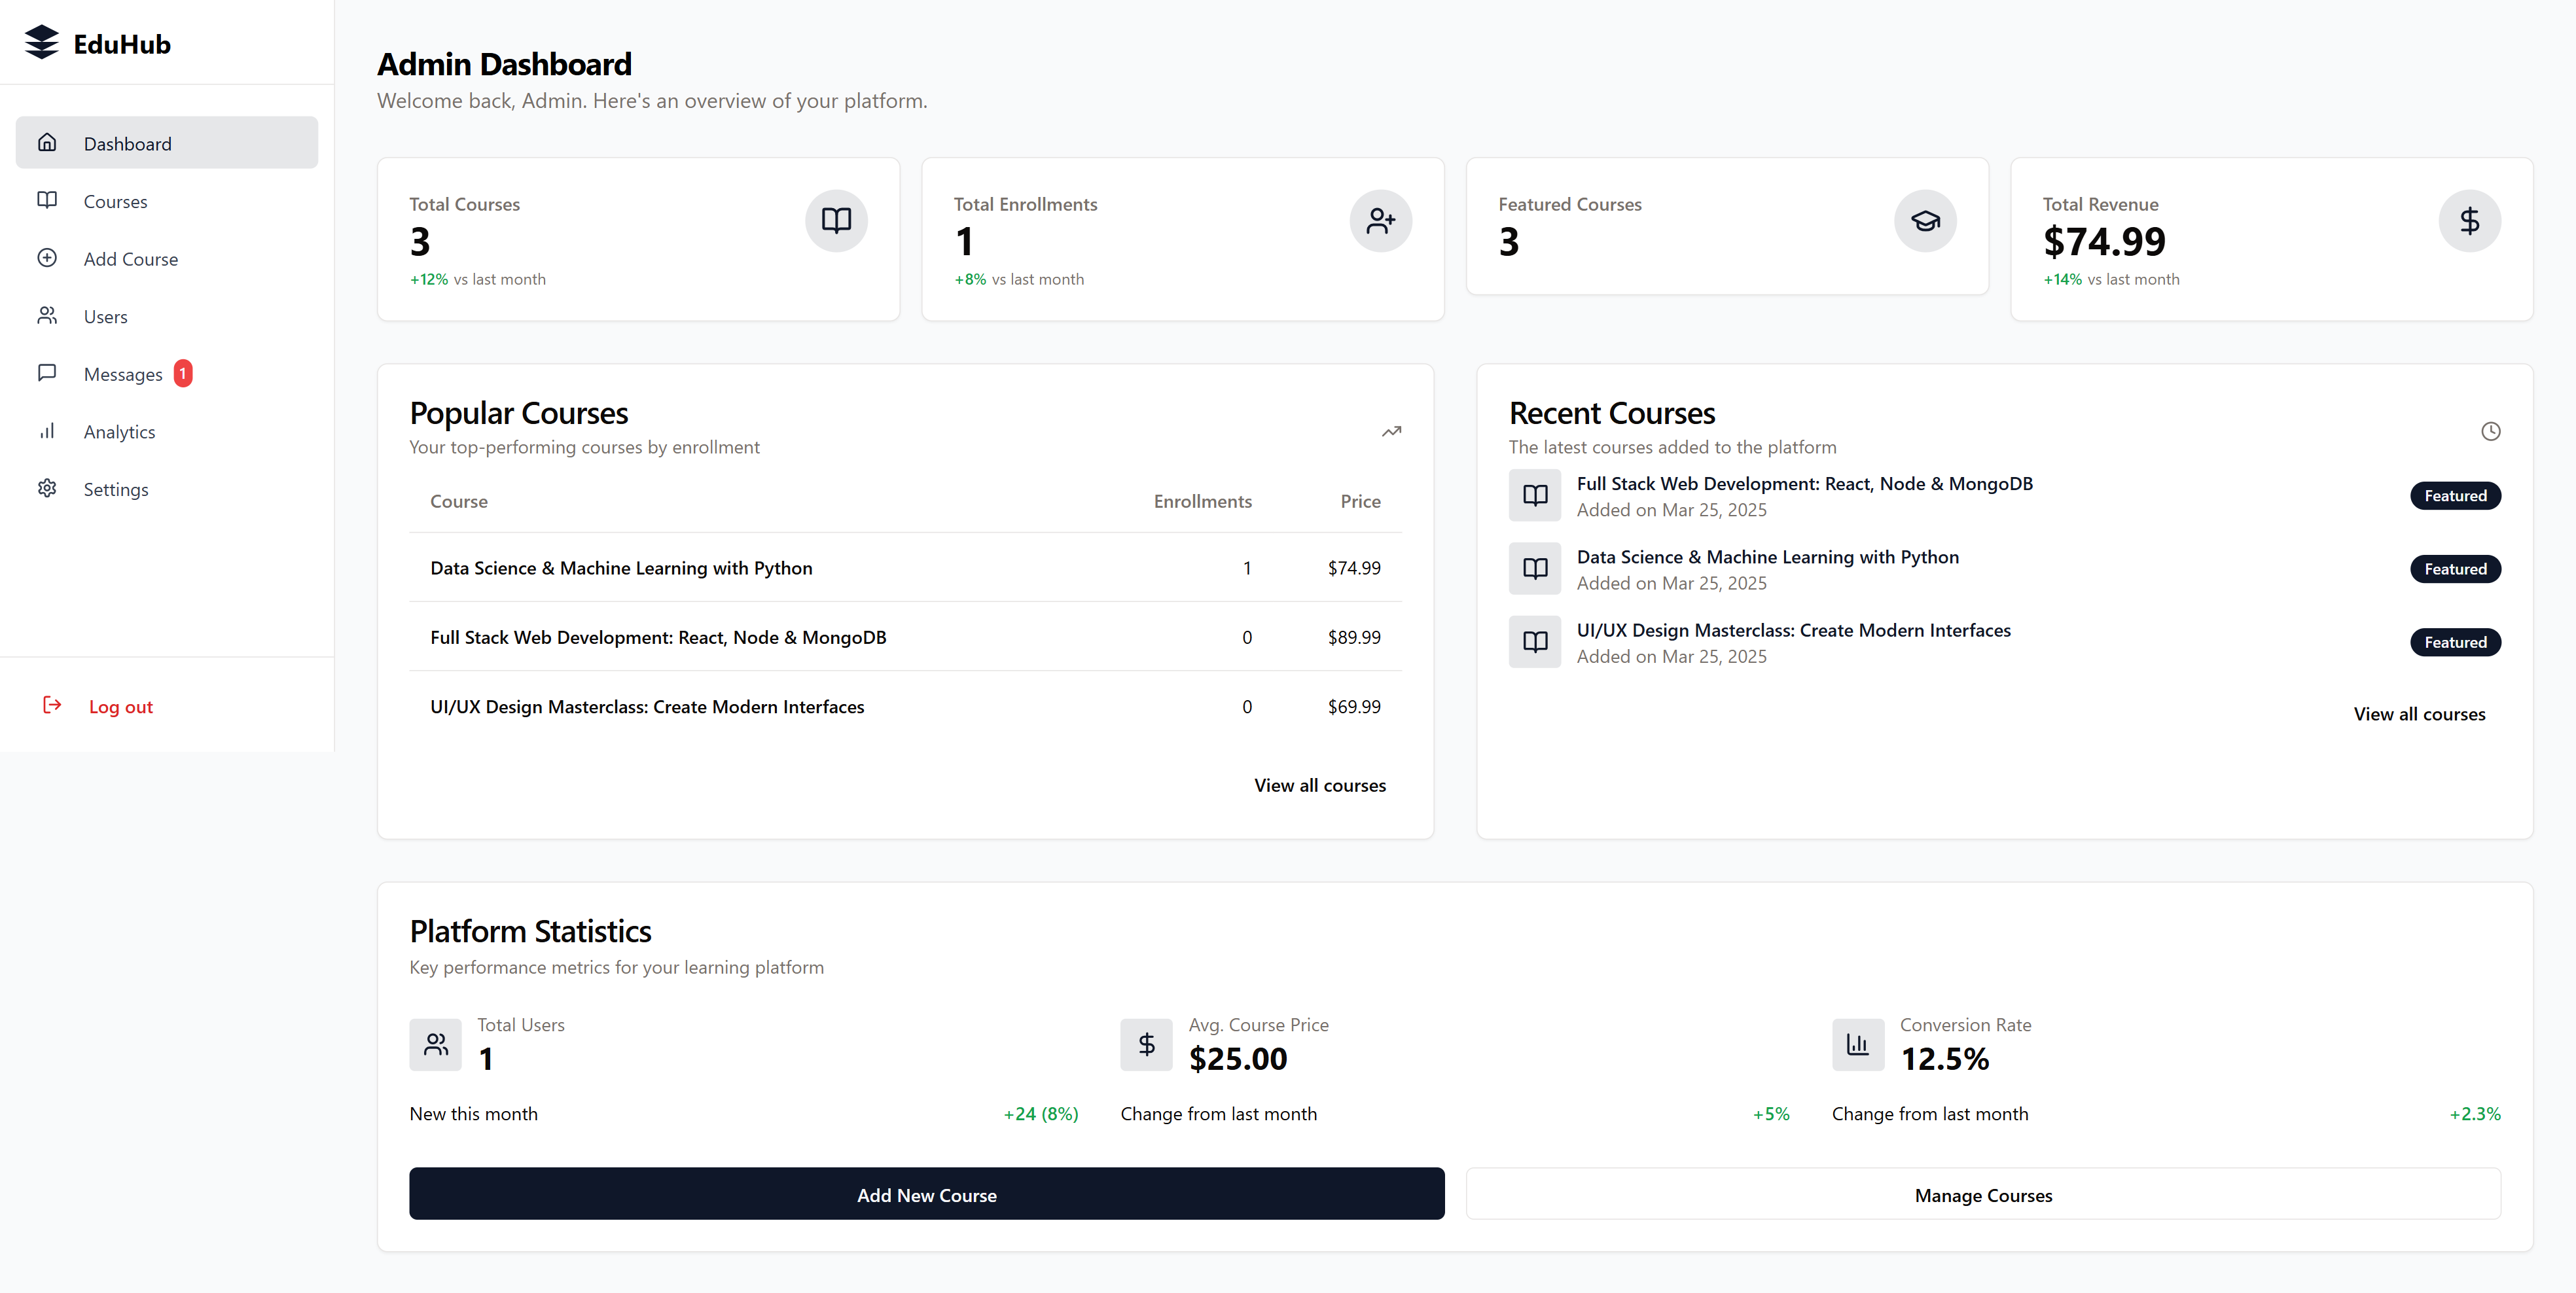 EduHub
Dashboard
Courses
Add Course
Users
Messages 1
Analytics
Settings
Log out
Admin Dashboard
Welcome back, Admin. Here's an overview of your platform.
Total Courses
3
+12% vs last month
Total Enrollments
1
+8% vs last month
Featured Courses
3
Total Revenue
$74.99
+14% vs last month
Popular Courses
Your top-performing courses by enrollment
Course Enrollments Price
Data Science & Machine Learning with Python 1 $74.99
Full Stack Web Development: React, Node & MongoDB 0 $89.99
UI/UX Design Masterclass: Create Modern Interfaces 0 $69.99
View all courses
Recent Courses
The latest courses added to the platform
Full Stack Web Development: React, Node & MongoDB
Added on Mar 25, 2025
Featured
Data Science & Machine Learning with Python
Added on Mar 25, 2025
Featured
UI/UX Design Masterclass: Create Modern Interfaces
Added on Mar 25, 2025
Featured
View all courses
Platform Statistics
Key performance metrics for your learning platform
Total Users
1
New this month +24 (8%)
Avg. Course Price
$25.00
Change from last month +5%
Conversion Rate
12.5%
Change from last month +2.3%
Add New Course
Manage Courses